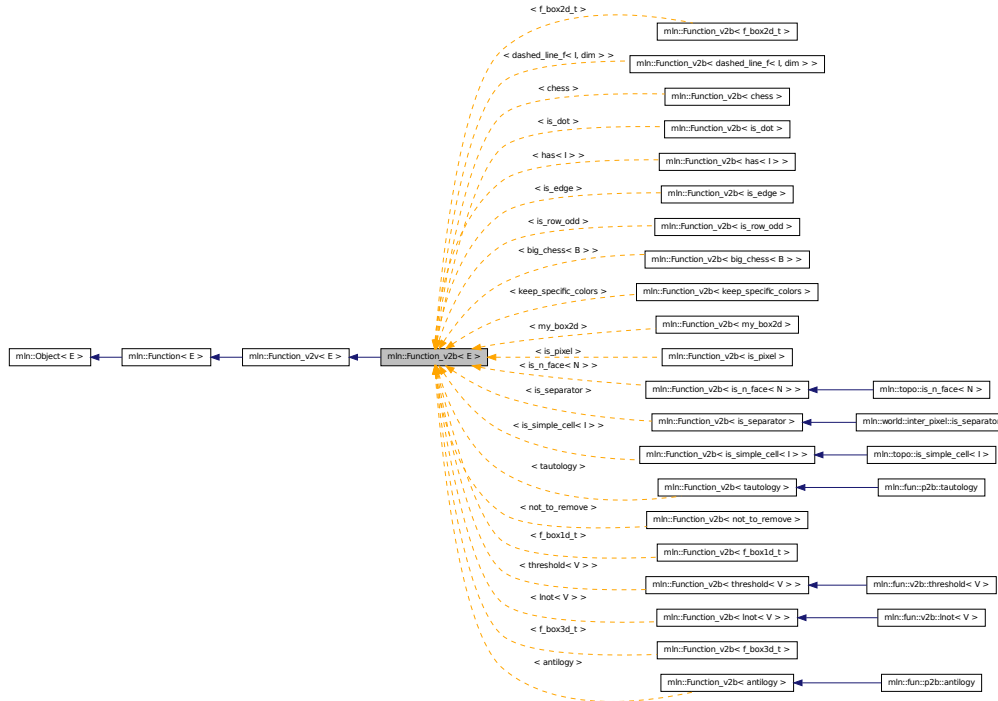 < f_box2d_t >
mln::Function_v2b< f_box2d_t >
< dashed_line_f< I, dim > >
mln::Function_v2b< dashed_line_f< I, dim > >
< chess >
mln::Function_v2b< chess >
< is_dot >
mln::Function_v2b< is_dot >
< has< I > >
mln::Function_v2b< has< I > >
< is_edge >
mln::Function_v2b< is_edge >
< is_row_odd >
mln::Function_v2b< is_row_odd >
< big_chess< B > >
mln::Function_v2b< big_chess< B > >
< keep_specific_colors >
mln::Function_v2b< keep_specific_colors >
< my_box2d >
mln::Function_v2b< my_box2d >
mln::Object< E >
mln::Function< E >
mln::Function_v2v< E >
mln::Function_v2b< E >
< is_pixel >
mln::Function_v2b< is_pixel >
< is_n_face< N > >
mln::Function_v2b< is_n_face< N > >
mln::topo::is_n_face< N >
< is_separator >
mln::Function_v2b< is_separator >
mln::world::inter_pixel::is_separator
< is_simple_cell< I > >
mln::Function_v2b< is_simple_cell< I > >
mln::topo::is_simple_cell< I >
< tautology >
mln::Function_v2b< tautology >
mln::fun::p2b::tautology
< not_to_remove >
mln::Function_v2b< not_to_remove >
< f_box1d_t >
mln::Function_v2b< f_box1d_t >
< threshold< V > >
mln::Function_v2b< threshold< V > >
mln::fun::v2b::threshold< V >
< lnot< V > >
mln::Function_v2b< lnot< V > >
mln::fun::v2b::lnot< V >
< f_box3d_t >
mln::Function_v2b< f_box3d_t >
< antilogy >
mln::Function_v2b< antilogy >
mln::fun::p2b::antilogy